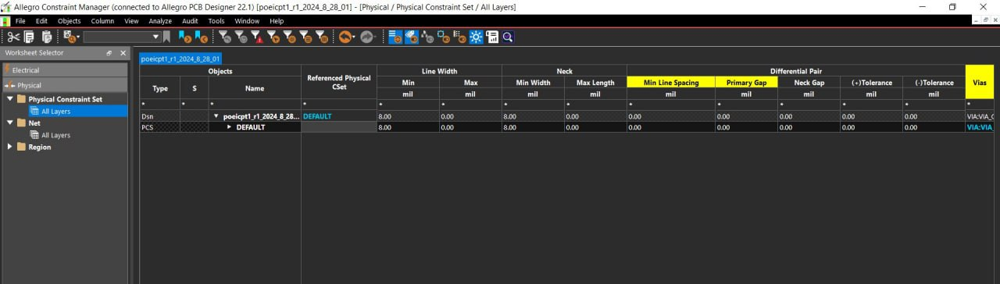 Allegro Constraint Manager (connected to Allegro PCB Designer 22.1) [poeicpt1_r1_2024_8_28_01] - [Physical / Physical Constraint Set / All Layers]
File Edit Objects Column View Analyze Audit Tools Window Help
Worksheet Selector
poeicpt1_r1_2024_8_28_01
Electrical
Physical
Physical Constraint Set
All Layers
Net
All Layers
Region
Objects Referenced Physical CSet Line Width Neck Differential Pair Vias
Type S Name Min Max Min Width Max Length Min Line Spacing Primary Gap Neck Gap (+)Tolerance (-)Tolerance
mil mil mil mil mil mil mil mil mil
* * * * * * * * * * * * * *
Dsn poeicpt1_r1_2024_8_28... DEFAULT 8.00 0.00 8.00 0.00 0.00 0.00 0.00 0.00 0.00 VIA:VIA_
PCS DEFAULT 8.00 0.00 8.00 0.00 0.00 0.00 0.00 0.00 0.00 VIA:VIA_